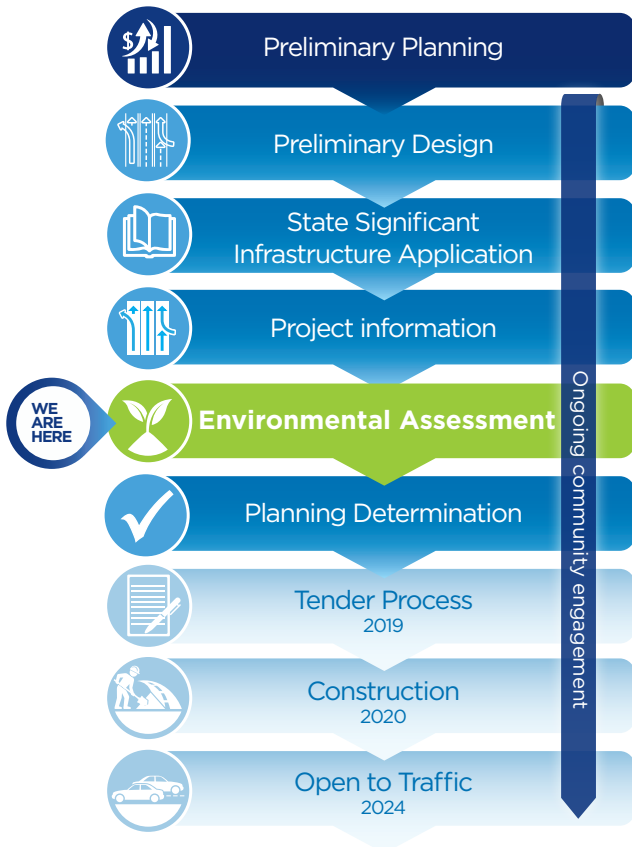 $
Preliminary Planning
Preliminary Design
State Significant
Infrastructure Application
Project information
WE
ARE
HERE
Environmental Assessment
Planning Determination
Tender Process
2019
Construction
2020
Open to Traffic
2024
Ongoing community engagement